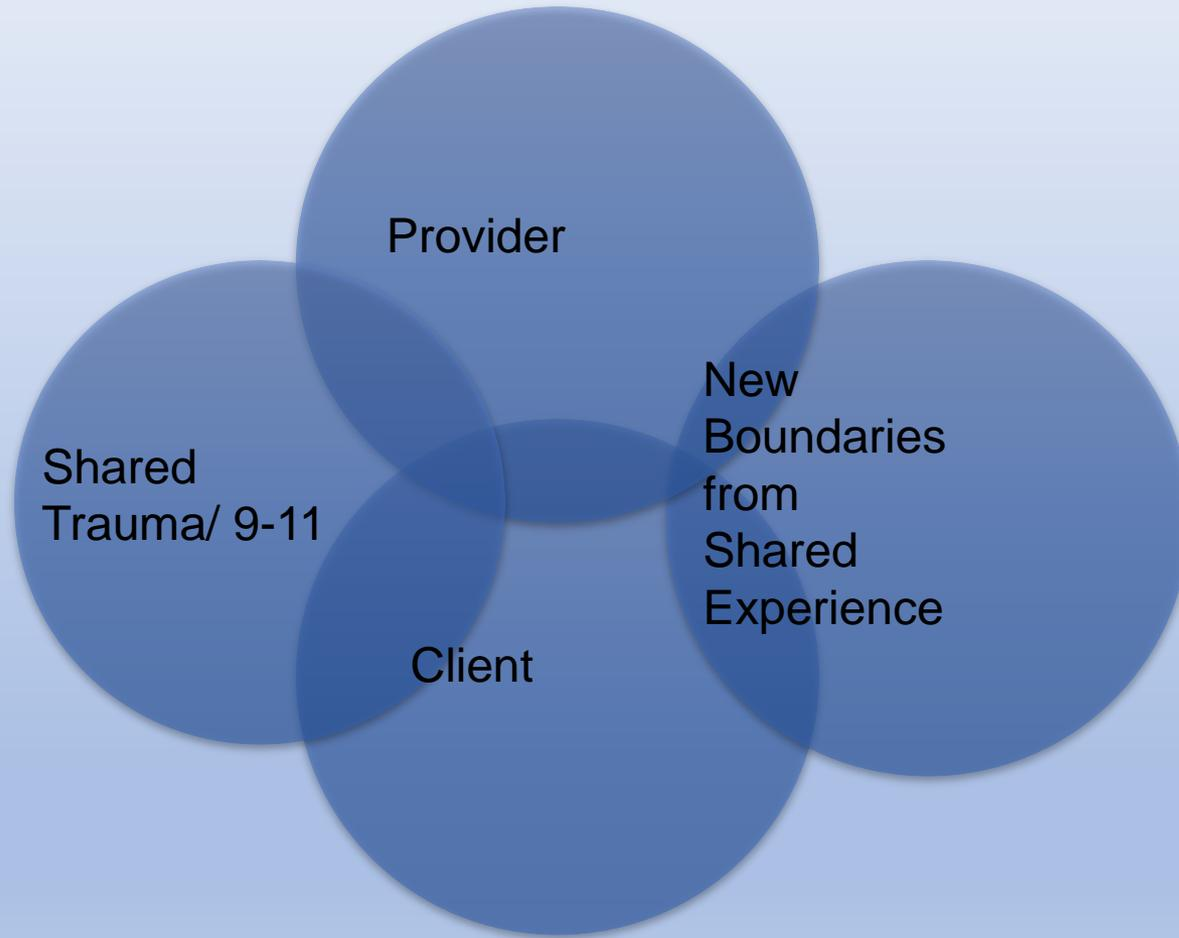 Provider
Shared
Trauma/ 9-11
New
Boundaries
from
Shared
Experience
Client